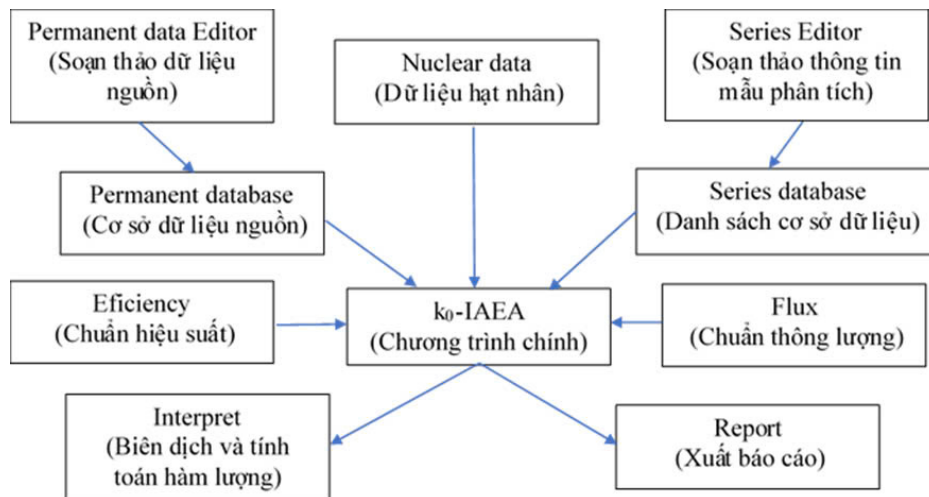 Permanent data Editor
(Soạn thảo dữ liệu
nguồn)
Nuclear data
(Dữ liệu hạt nhân)
Series Editor
(Soạn thảo thông tin
mẫu phân tích)
Permanent database
(Cơ sở dữ liệu nguồn)
Series database
(Danh sách cơ sở dữ liệu)
Eficiency
(Chuẩn hiệu suất)
k₀-IAEA
(Chương trình chính)
Flux
(Chuẩn thông lượng)
Interpret
(Biên dịch và tính
toán hàm lượng)
Report
(Xuất báo cáo)